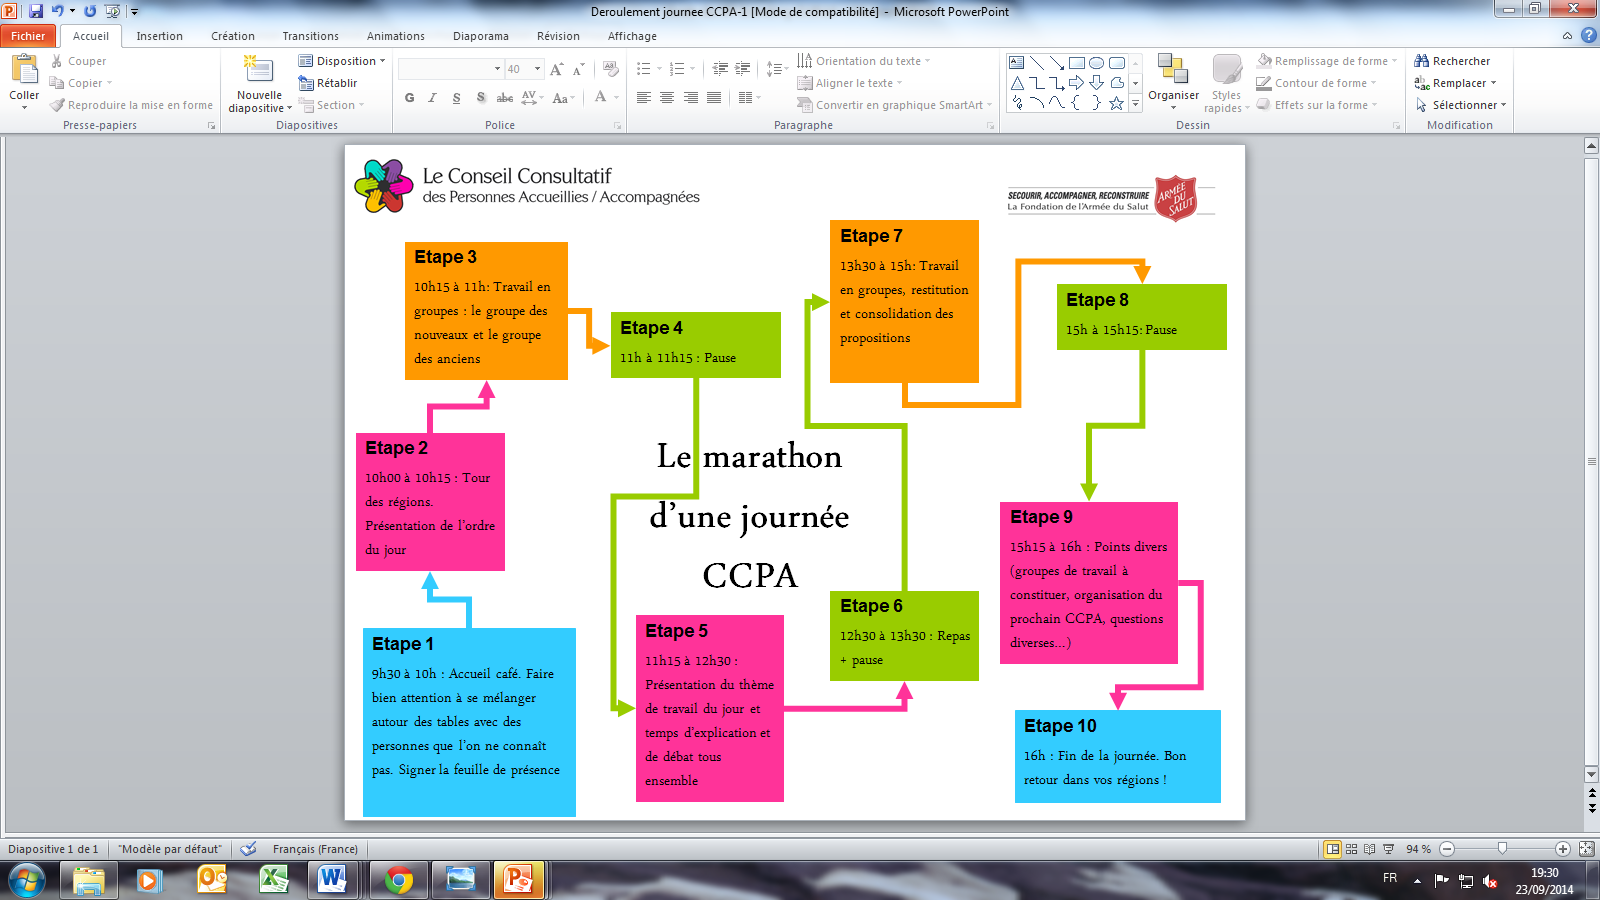 Deroulement journee CCPA-1 [Mode de compatibilité] - Microsoft PowerPoint
Fichier
Accueil
Insertion
Création
Transitions
Animations
Diaporama
Révision
Affichage
Coller
Couper
Copier
Reproduire la mise en forme
Presse-papiers
Nouvelle
diapositive
Disposition
Rétablir
Section
Diapositives
40
G I S S abc AV Aa A
Police
Orientation du texte
Aligner le texte
Convertir en graphique SmartArt
Paragraphe
Organiser
Styles
rapides
Remplissage de forme
Contour de forme
Effets sur la forme
Dessin
Rechercher
Remplacer
Sélectionner
Modification
Le Conseil Consultatif
des Personnes Accueillies / Accompagnées
SECOURIR, ACCOMPAGNER, RECONSTRUIRE
La Fondation de l'Armée du Salut
ARMÉE
DU
SALUT
Etape 3
10h15 à 11h: Travail en
groupes : le groupe des
nouveaux et le groupe
des anciens
Etape 4
11h à 11h15 : Pause
Etape 7
13h30 à 15h: Travail
en groupes, restitution
et consolidation des
propositions
Etape 8
15h à 15h15: Pause
Etape 2
10h00 à 10h15 : Tour
des régions.
Présentation de l'ordre
du jour
Le marathon
d'une journée
CCPA
Etape 9
15h15 à 16h : Points divers
(groupes de travail à
constituer, organisation du
prochain CCPA, questions
diverses...)
Etape 1
9h30 à 10h : Accueil café. Faire
bien attention à se mélanger
autour des tables avec des
personnes que l'on ne connaît
pas. Signer la feuille de présence
Etape 5
11h15 à 12h30 :
Présentation du thème
de travail du jour et
temps d'explication et
de débat tous
ensemble
Etape 6
12h30 à 13h30 : Repas
+ pause
Etape 10
16h : Fin de la journée. Bon
retour dans vos régions !
Diapositive 1 de 1
"Modèle par défaut"
Français (France)
94 %
FR
19:30
23/09/2014